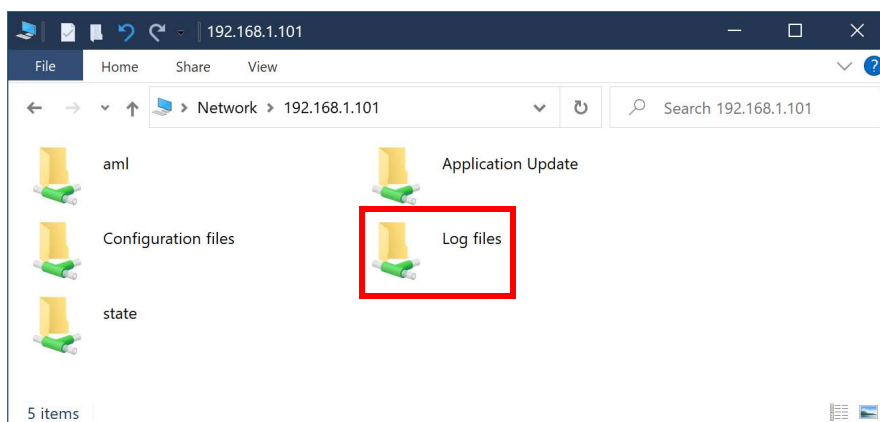 192.168.1.101
File Home Share View ?
Network 192.168.1.101 Search 192.168.1.101
aml Application Update
Configuration files Log files
state
5 items